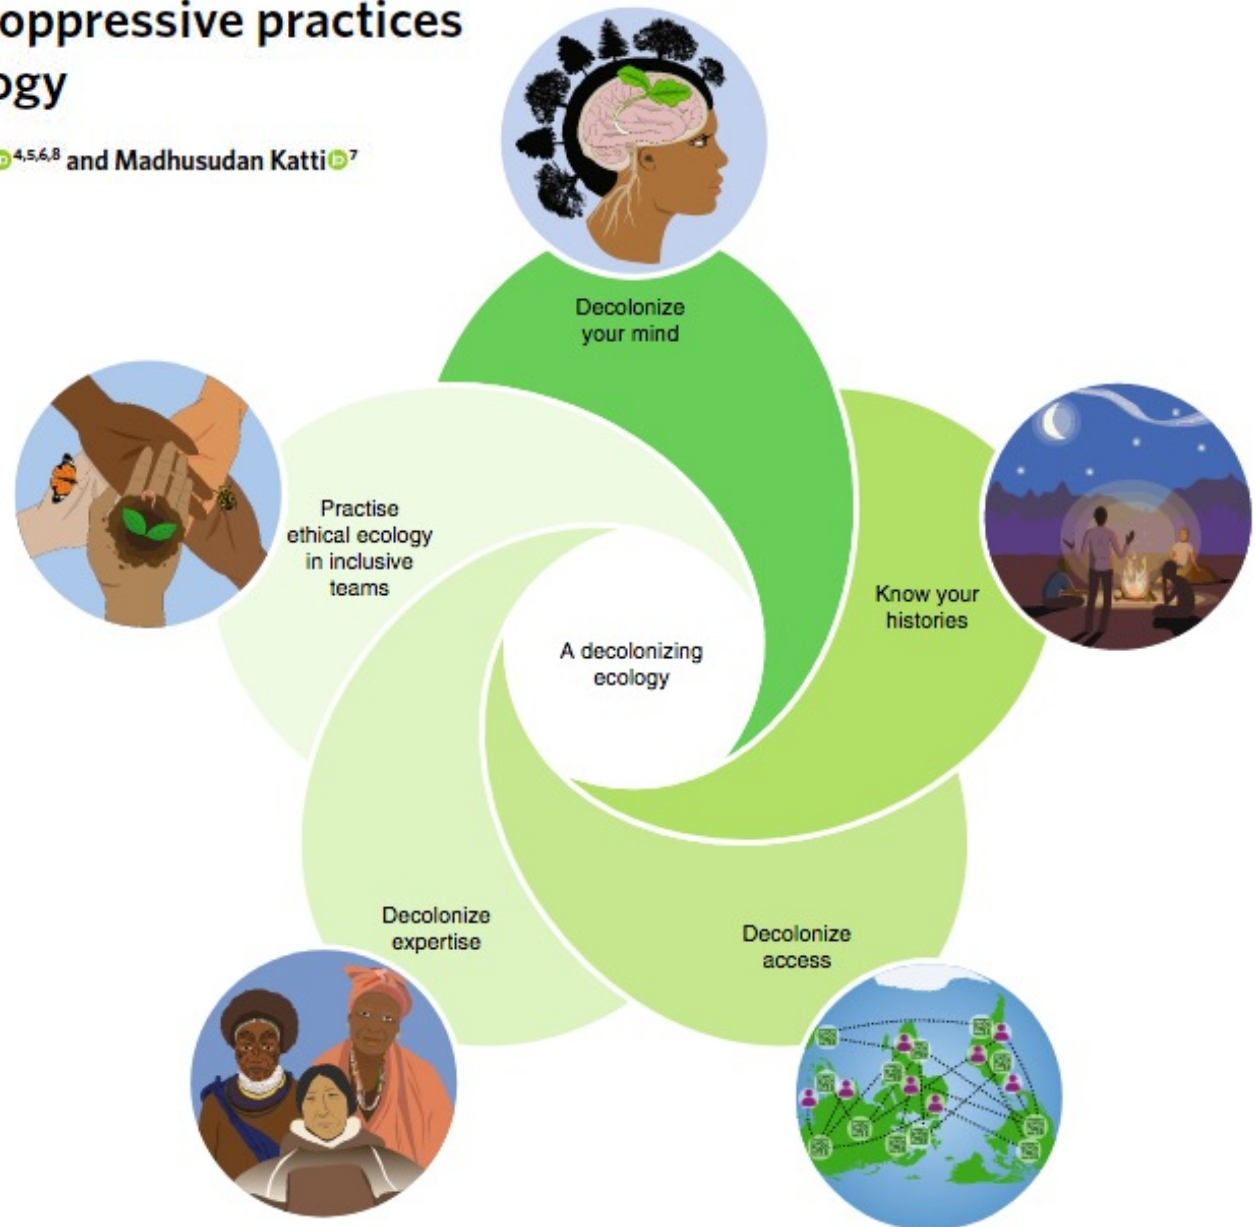 oppressive practices
ogy
4,5,6,8 and Madhusudan Katti iD 7
Decolonize
your mind
Practise
ethical ecology
in inclusive
teams
Know your
histories
A decolonizing
ecology
Decolonize
expertise
Decolonize
access